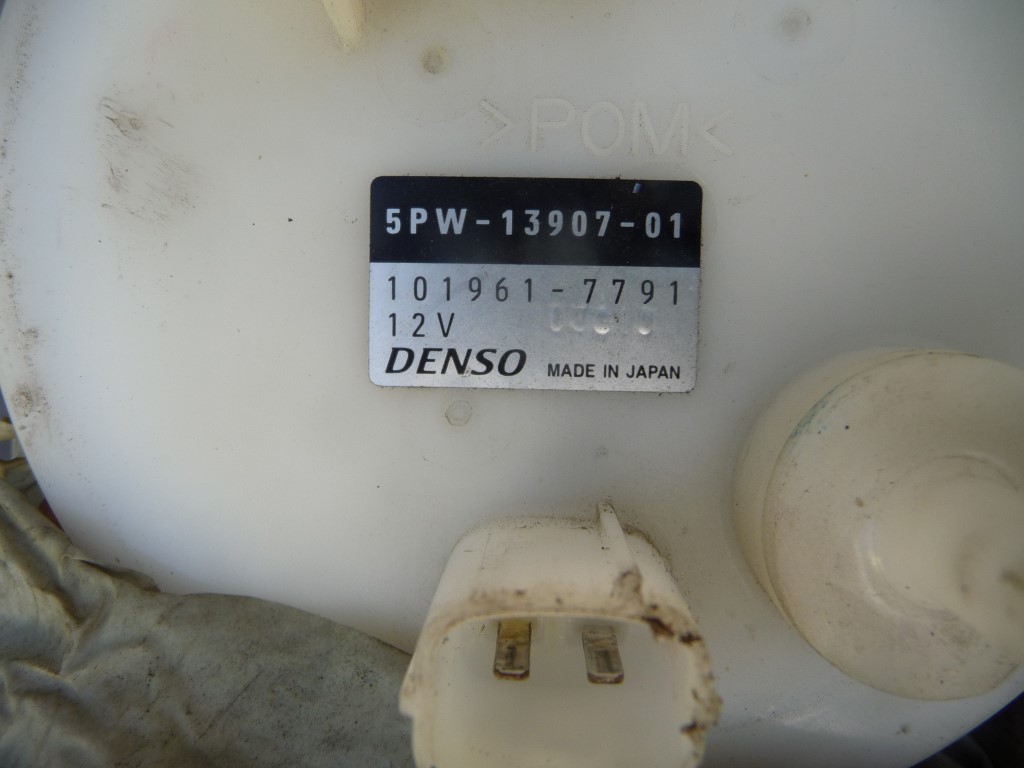 >POM<
5PW-13907-01
101961-7791
12V
DENSO MADE IN JAPAN